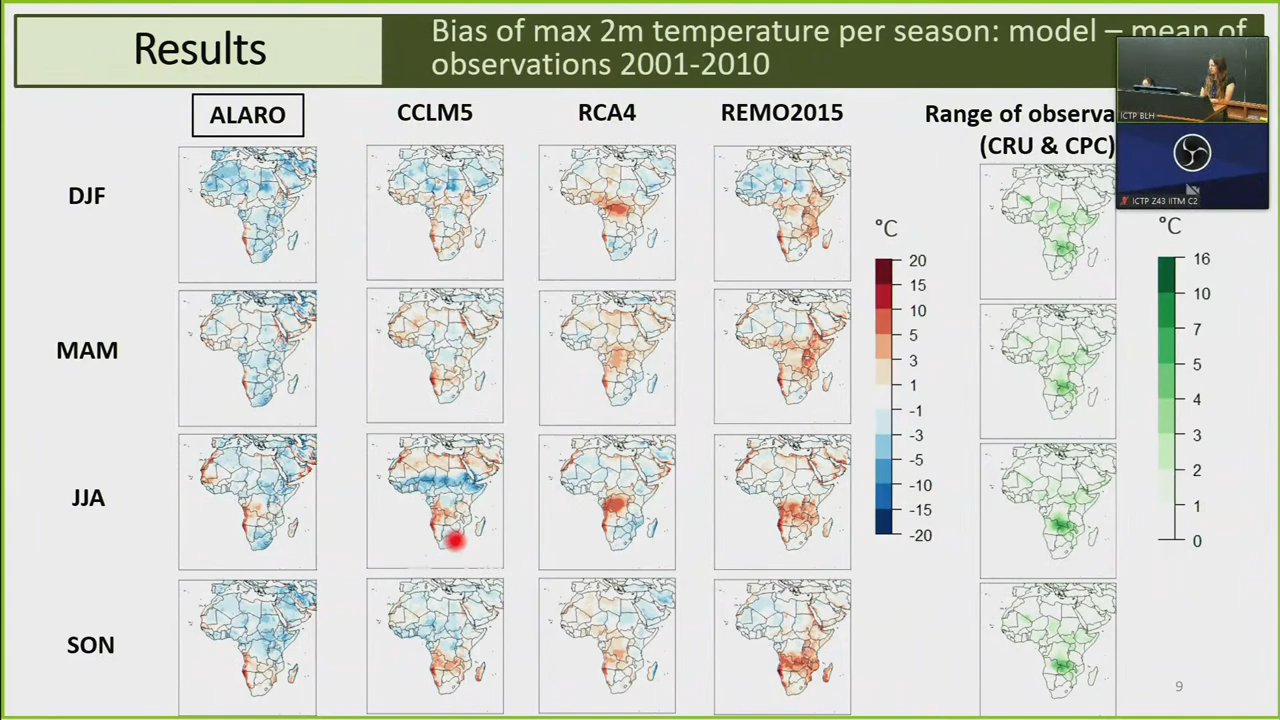 Results
Bias of max 2m temperature per season: model – mean of
observations 2001-2010
ALARO
CCLM5
RCA4
REMO2015
Range of observa
(CRU & CPC)
DJF
MAM
JJA
SON
°C
20
15
10
5
3
1
-1
-3
-5
-10
-15
-20
°C
16
10
7
5
4
3
2
1
0
ICTP BLH
ICTP Z43 IITM C2
9